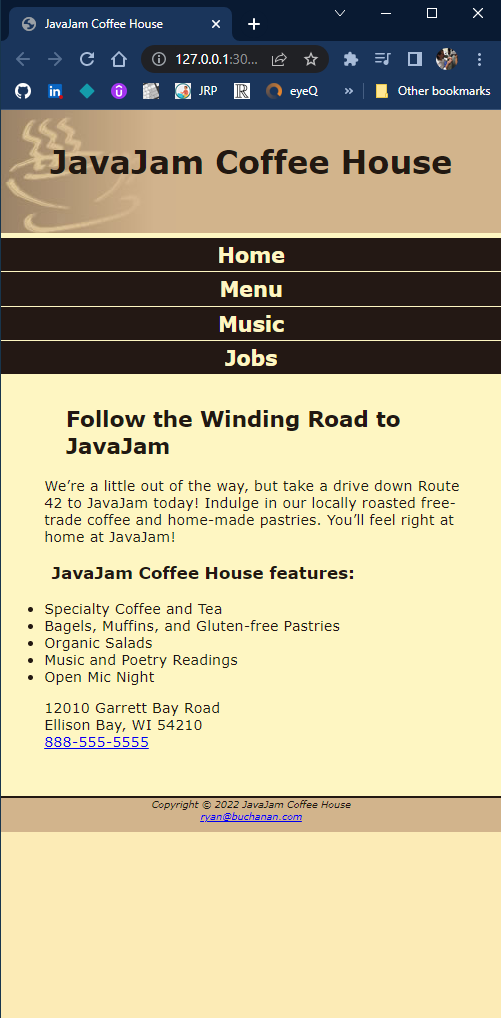 JavaJam Coffee House
127.0.0.1:30...
JRP
eyeQ
»
Other bookmarks
JavaJam Coffee House
Home
Menu
Music
Jobs
Follow the Winding Road to
JavaJam
We’re a little out of the way, but take a drive down Route
42 to JavaJam today! Indulge in our locally roasted free-
trade coffee and home-made pastries. You’ll feel right at
home at JavaJam!
JavaJam Coffee House features:
• Specialty Coffee and Tea
• Bagels, Muffins, and Gluten-free Pastries
• Organic Salads
• Music and Poetry Readings
• Open Mic Night
12010 Garrett Bay Road
Ellison Bay, WI 54210
888-555-5555
Copyright © 2022 JavaJam Coffee House
ryan@buchanan.com